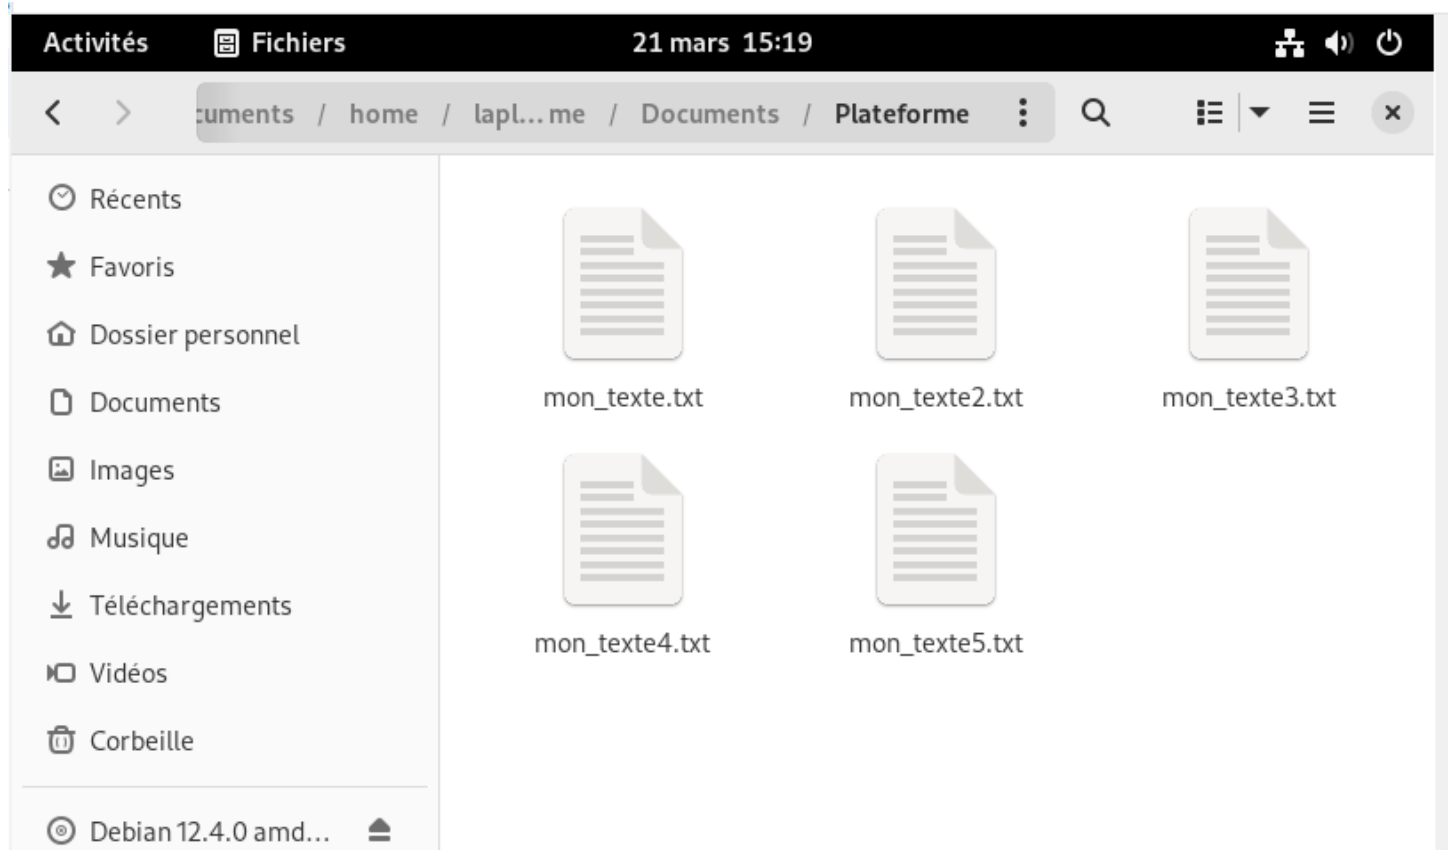 Activités Fichiers 21 mars 15:19
cuments / home / lapl...me / Documents / Plateforme
Récents
Favoris
Dossier personnel
Documents
Images
Musique
Téléchargements
Vidéos
Corbeille
Debian 12.4.0 amd...
mon_texte.txt mon_texte2.txt mon_texte3.txt
mon_texte4.txt mon_texte5.txt